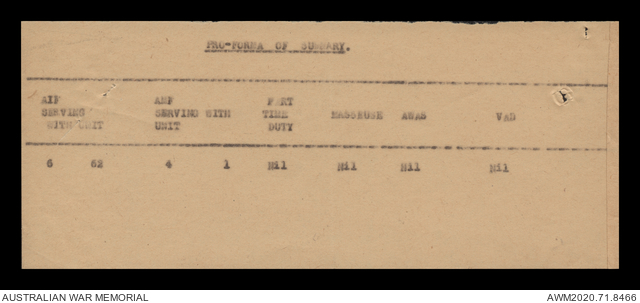 PRO-FORMA OF SUMMARY.
AIF AMF PART
SERVING SERVING WITH TIME MASSEUSE AWAS VAD
WITH UNIT UNIT DUTY
6 62 4 1 Nil Nil Nil Nil
AUSTRALIAN WAR MEMORIAL AWM2020.71.8466